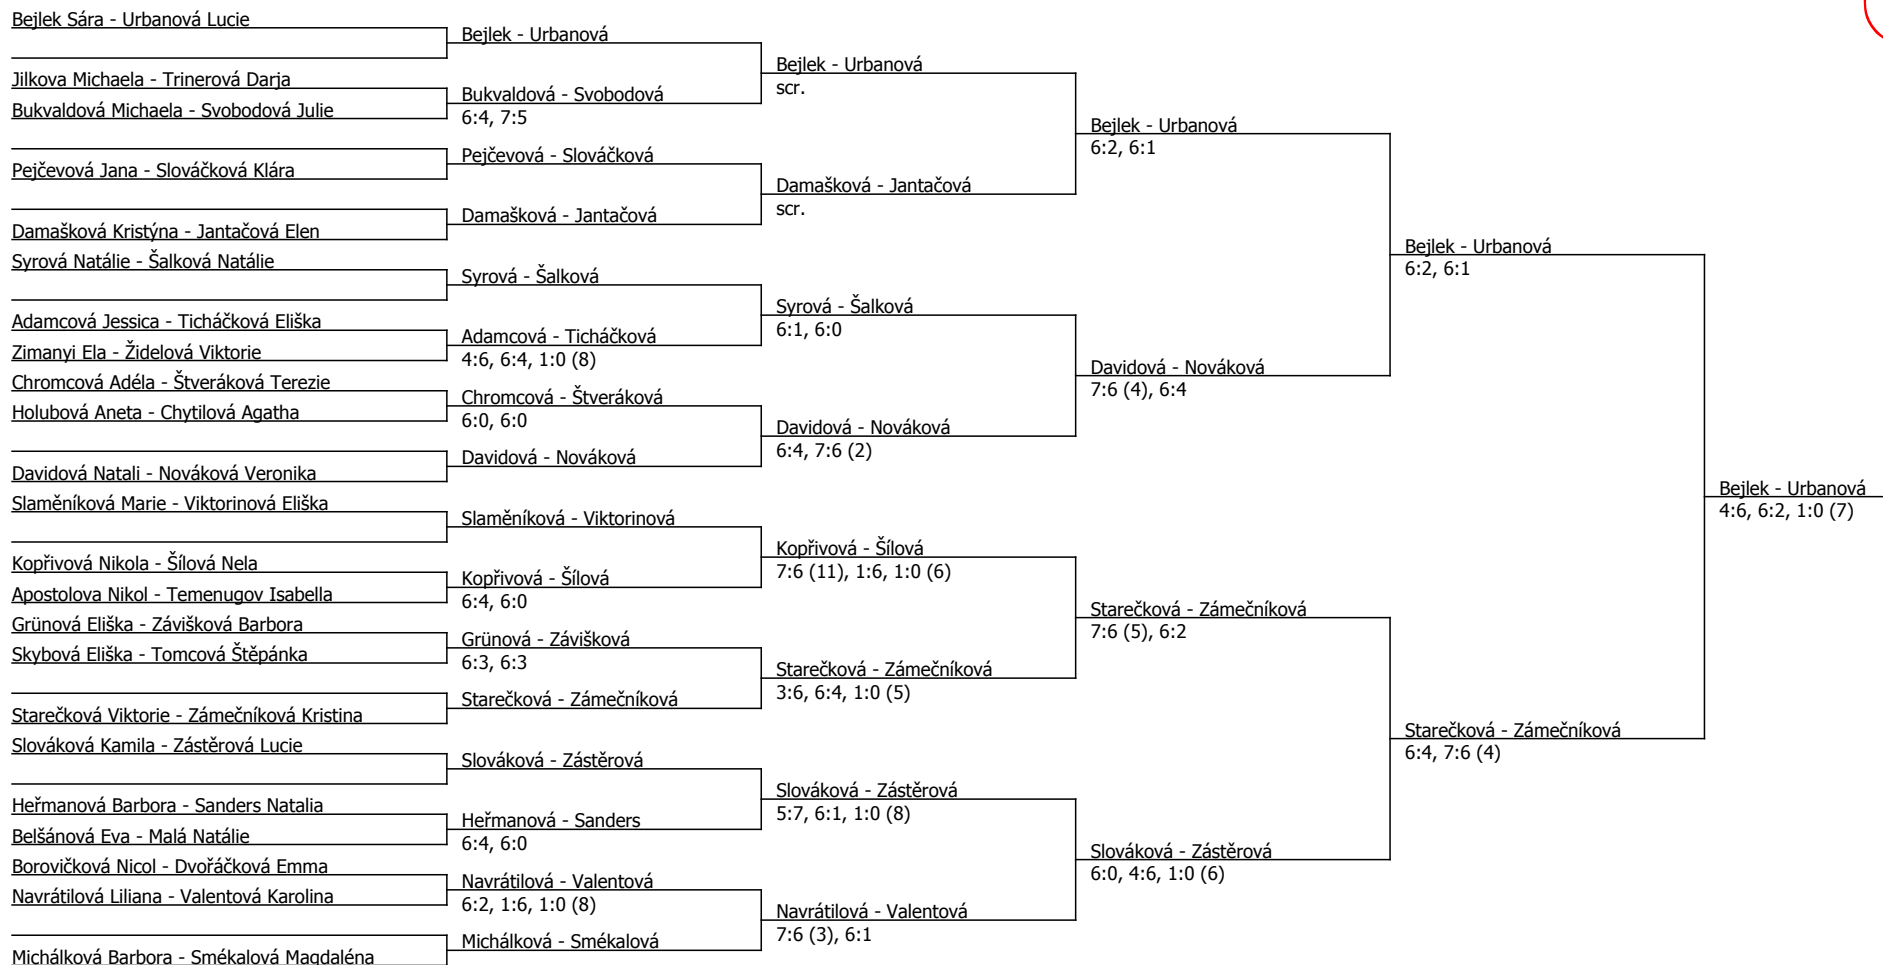 Bejlek Sára - Urbanová Lucie
Jilkova Michaela - Trinerová Darja
Bukvaldová Michaela - Svobodová Julie
Pejčevová Jana - Slováčková Klára
Damašková Kristýna - Jantačová Elen
Syrová Natálie - Šalková Natálie
Adamcová Jessica - Ticháčková Eliška
Zimanyi Ela - Židelová Viktorie
Chromcová Adéla - Štveráková Terezie
Holubová Aneta - Chytilová Agatha
Davidová Natali - Nováková Veronika
Slaměníková Marie - Viktorinová Eliška
Kopřivová Nikola - Šílová Nela
Apostolova Nikol - Temenugov Isabella
Grünová Eliška - Závišková Barbora
Skybová Eliška - Tomcová Štěpánka
Starečková Viktorie - Zámečníková Kristina
Slováková Kamila - Zástěrová Lucie
Heřmanová Barbora - Sanders Natalia
Belšánová Eva - Malá Natálie
Borovičková Nicol - Dvořáčková Emma
Navrátilová Liliana - Valentová Karolina
Michálková Barbora - Smékalová Magdaléna
Bejlek - Urbanová
Bukvaldová - Svobodová
6:4, 7:5
Pejčevová - Slováčková
Damašková - Jantačová
Syrová - Šalková
Adamcová - Ticháčková
4:6, 6:4, 1:0 (8)
Chromcová - Štveráková
6:0, 6:0
Davidová - Nováková
Slaměníková - Viktorinová
Kopřivová - Šílová
6:4, 6:0
Grünová - Závišková
6:3, 6:3
Starečková - Zámečníková
Slováková - Zástěrová
Heřmanová - Sanders
6:4, 6:0
Navrátilová - Valentová
6:2, 1:6, 1:0 (8)
Michálková - Smékalová
Bejlek - Urbanová
scr.
Damašková - Jantačová
scr.
Syrová - Šalková
6:1, 6:0
Davidová - Nováková
6:4, 7:6 (2)
Kopřivová - Šílová
7:6 (11), 1:6, 1:0 (6)
Starečková - Zámečníková
3:6, 6:4, 1:0 (5)
Slováková - Zástěrová
5:7, 6:1, 1:0 (8)
Navrátilová - Valentová
7:6 (3), 6:1
Bejlek - Urbanová
6:2, 6:1
Davidová - Nováková
7:6 (4), 6:4
Starečková - Zámečníková
7:6 (5), 6:2
Slováková - Zástěrová
6:0, 4:6, 1:0 (6)
Bejlek - Urbanová
6:2, 6:1
Starečková - Zámečníková
6:4, 7:6 (4)
Bejlek - Urbanová
4:6, 6:2, 1:0 (7)